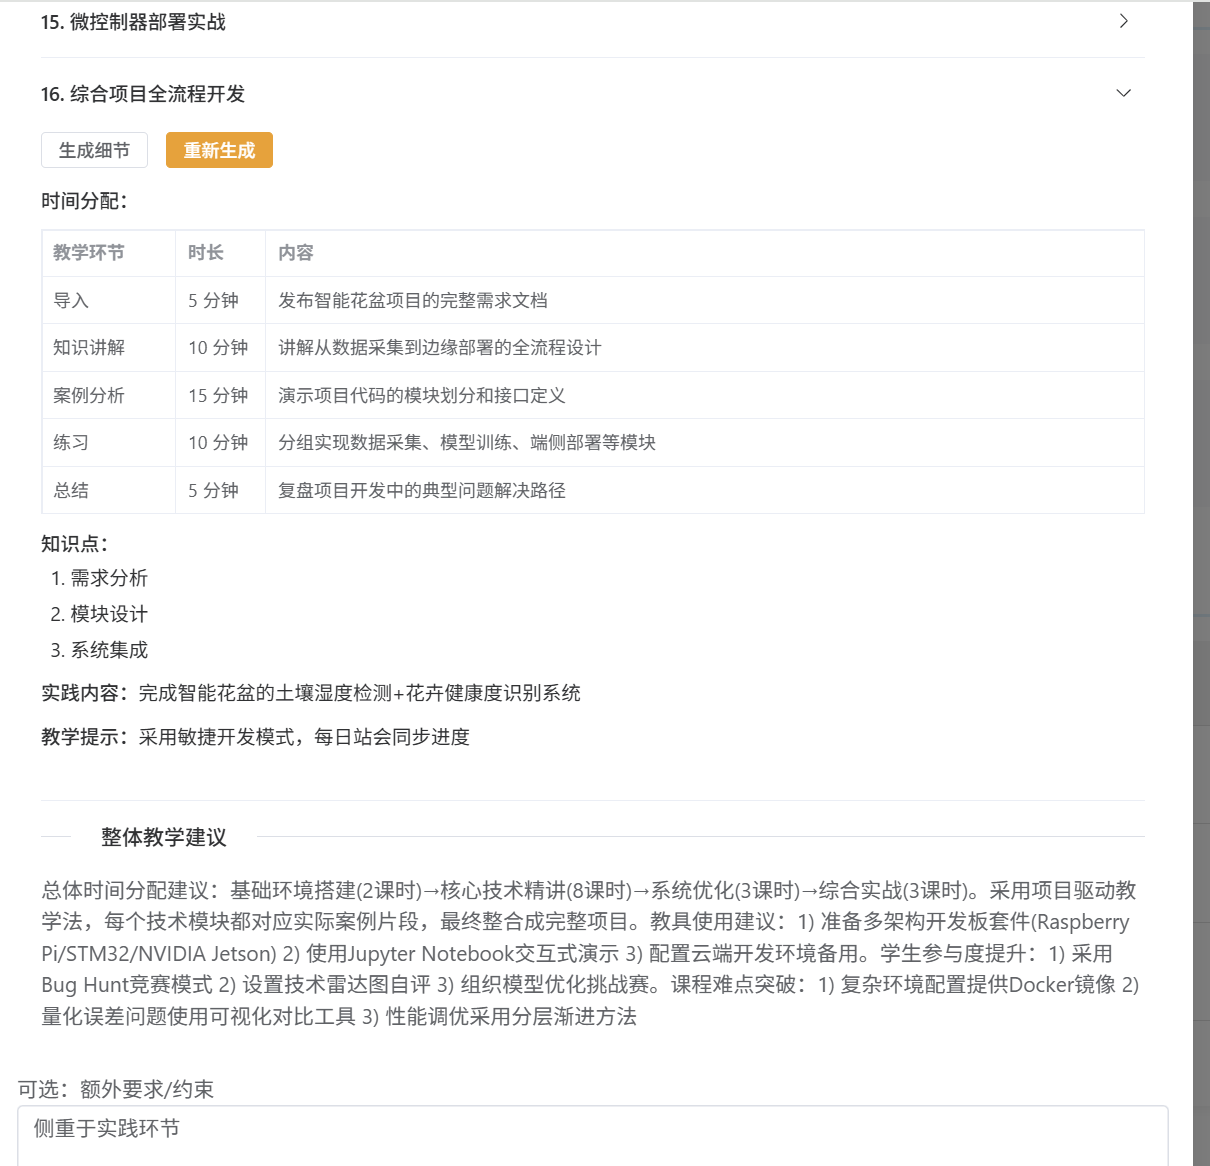 15. 微控制器部署实战
16. 综合项目全流程开发
生成细节 重新生成
时间分配：
教学环节 时长 内容
导入 5 分钟 发布智能花盆项目的完整需求文档
知识讲解 10 分钟 讲解从数据采集到边缘部署的全流程设计
案例分析 15 分钟 演示项目代码的模块划分和接口定义
练习 10 分钟 分组实现数据采集、模型训练、端侧部署等模块
总结 5 分钟 复盘项目开发中的典型问题解决路径
知识点：
1. 需求分析
2. 模块设计
3. 系统集成
实践内容：完成智能花盆的土壤湿度检测+花卉健康度识别系统
教学提示：采用敏捷开发模式，每日站会同步进度
整体教学建议
总体时间分配建议：基础环境搭建(2课时)→核心技术精讲(8课时)→系统优化(3课时)→综合实战(3课时)。采用项目驱动教
学法，每个技术模块都对应实际案例片段，最终整合成完整项目。教具使用建议：1) 准备多架构开发板套件(Raspberry
Pi/STM32/NVIDIA Jetson) 2) 使用Jupyter Notebook交互式演示 3) 配置云端开发环境备用。学生参与度提升：1) 采用
Bug Hunt竞赛模式 2) 设置技术雷达图自评 3) 组织模型优化挑战赛。课程难点突破：1) 复杂环境配置提供Docker镜像 2)
量化误差问题使用可视化对比工具 3) 性能调优采用分层渐进方法
可选：额外要求/约束
侧重于实践环节